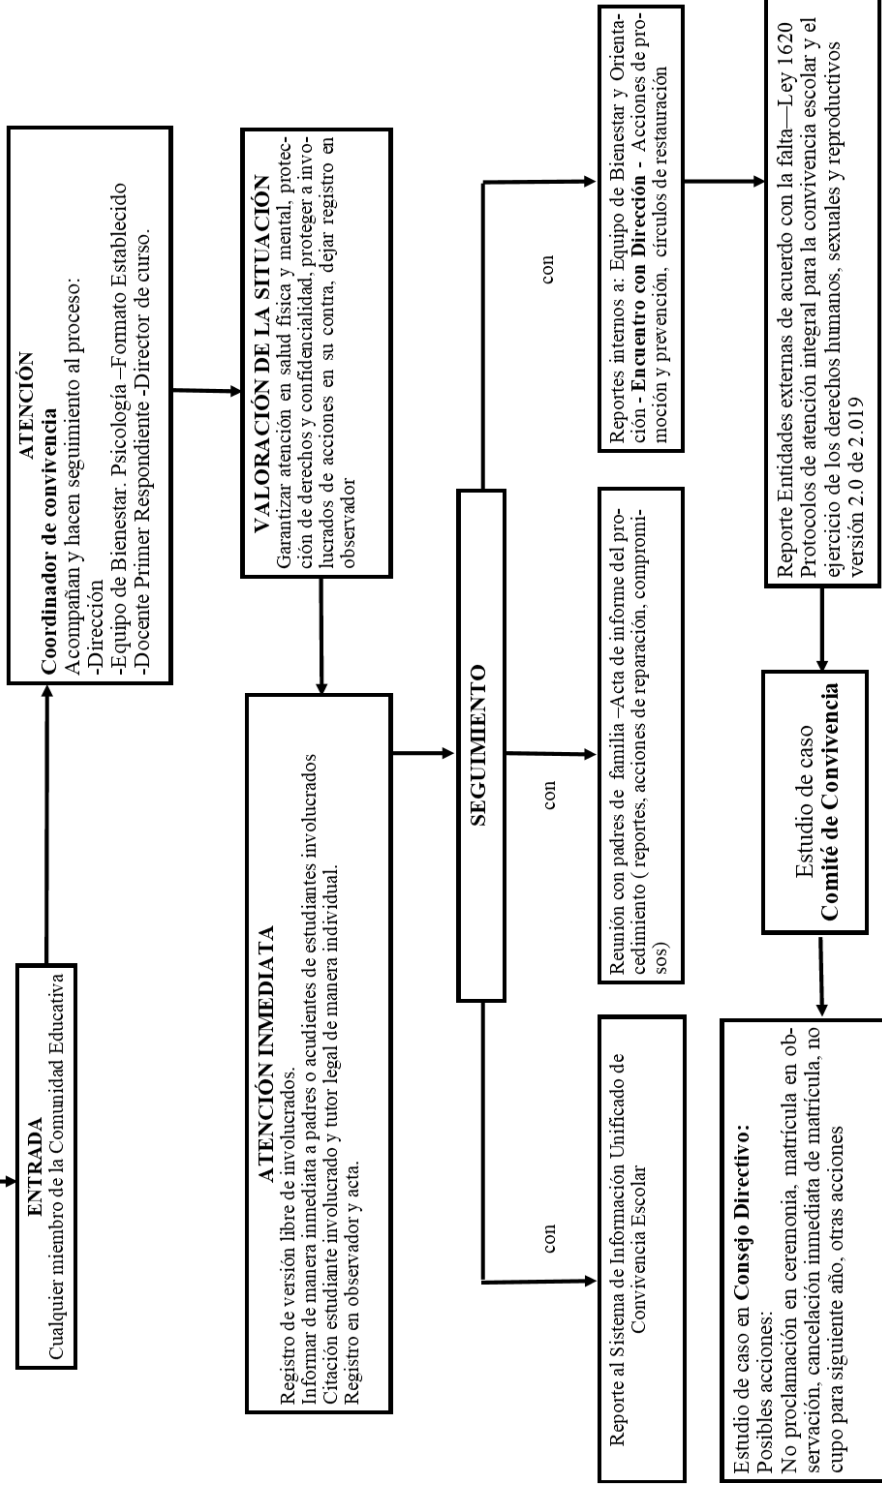 ENTRADA
Cualquier miembro de la Comunidad Educativa
ATENCIÓN
Coordinador de convivencia
Acompañan y hacen seguimiento al proceso:
-Dirección
-Equipo de Bienestar. Psicología –Formato Establecido
-Docente Primer Respondiente -Director de curso.
VALORACIÓN DE LA SITUACIÓN
Garantizar atención en salud física y mental, protec-
ción de derechos y confidencialidad, proteger a invo-
lucrados de acciones en su contra, dejar registro en
observador
ATENCIÓN INMEDIATA
Registro de versión libre de involucrados.
Informar de manera inmediata a padres o acudientes de estudiantes involucrados
Citación estudiante involucrado y tutor legal de manera individual.
Registro en observador y acta.
SEGUIMIENTO
con
con
con
Reporte al Sistema de Información Unificado de
Convivencia Escolar
Reunión con padres de familia –Acta de informe del pro-
cedimiento ( reportes, acciones de reparación, compromi-
sos)
Reportes internos a: Equipo de Bienestar y Orienta-
ción - Encuentro con Dirección - Acciones de pro-
moción y prevención, círculos de restauración
Reporte Entidades externas de acuerdo con la falta—Ley 1620
Protocolos de atención integral para la convivencia escolar y el
ejercicio de los derechos humanos, sexuales y reproductivos
versión 2.0 de 2.019
Estudio de caso
Comité de Convivencia
Estudio de caso en Consejo Directivo:
Posibles acciones:
No proclamación en ceremonia, matrícula en ob-
servación, cancelación inmediata de matrícula, no
cupo para siguiente año, otras acciones